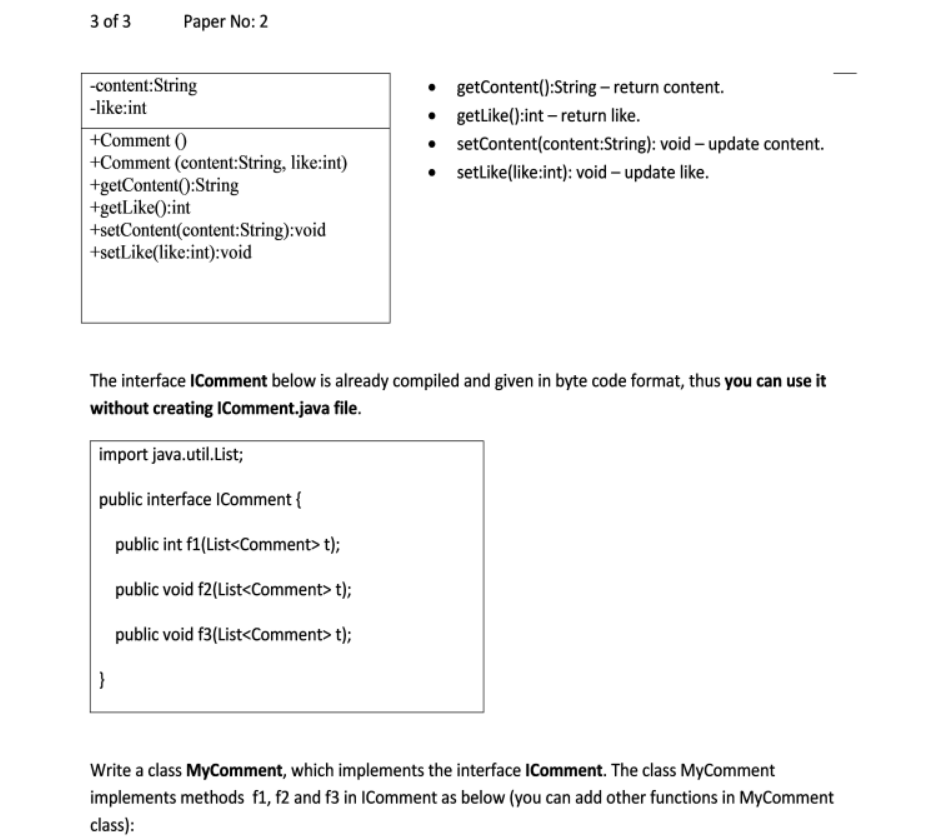 3 of 3 Paper No: 2
-content:String
-like:int
+Comment ()
+Comment (content:String, like:int)
+getContent():String
+getLike():int
+setContent(content:String):void
+setLike(like:int):void
• getContent():String – return content.
• getLike():int – return like.
• setContent(content:String): void – update content.
• setLike(like:int): void – update like.
The interface IComment below is already compiled and given in byte code format, thus you can use it
without creating IComment.java file.
import java.util.List;
public interface IComment {
public int f1(List<Comment> t);
public void f2(List<Comment> t);
public void f3(List<Comment> t);
}
Write a class MyComment, which implements the interface IComment. The class MyComment
implements methods f1, f2 and f3 in IComment as below (you can add other functions in MyComment
class):